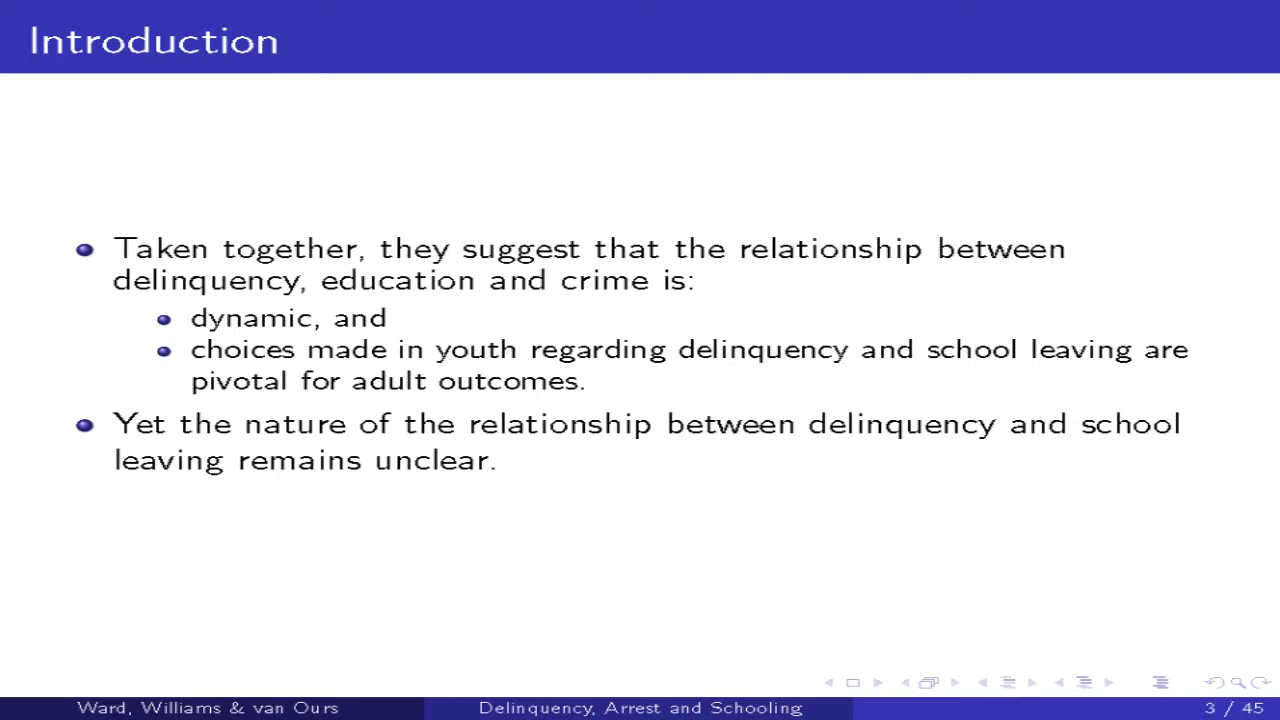 Introduction
Taken together, they suggest that the relationship between
delinquency, education and crime is:
dynamic, and
choices made in youth regarding delinquency and school leaving are
pivotal for adult outcomes.
Yet the nature of the relationship between delinquency and school
leaving remains unclear.
Ward, Williams & van Ours
Delinquency, Arrest and Schooling
3 / 45